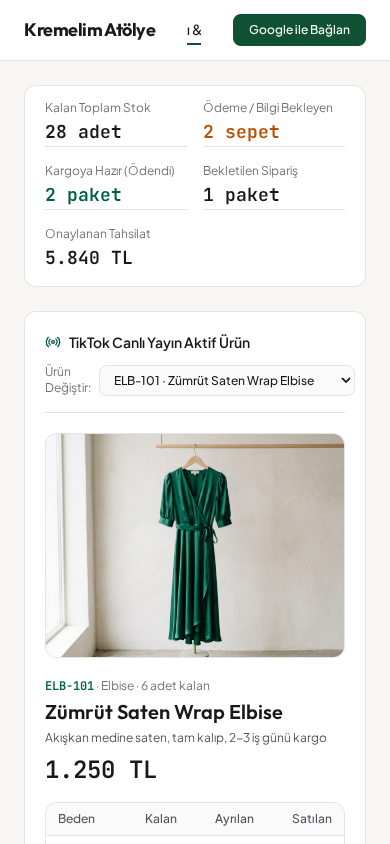 Kremelim Atölye
ı &
Google ile Bağlan
Kalan Toplam Stok
28 adet
Ödeme / Bilgi Bekleyen
2 sepet
Kargoya Hazır (Ödendi)
2 paket
Bekletilen Sipariş
1 paket
Onaylanan Tahsilat
5.840 TL
TikTok Canlı Yayın Aktif Ürün
Ürün
Değiştir:
ELB-101 · Zümrüt Saten Wrap Elbise
ELB-101 · Elbise · 6 adet kalan
Zümrüt Saten Wrap Elbise
Akışkan medine saten, tam kalıp, 2–3 iş günü kargo
1.250 TL
Beden Kalan Ayrılan Satılan